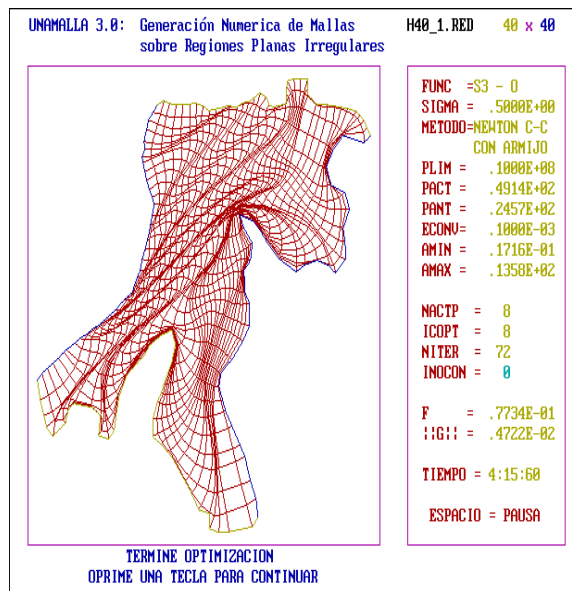 UNAMALLA 3.0: Generación Numerica de Mallas
sobre Regiones Planas Irregulares
H40_1.RED 40 x 40
FUNC =S3 - O
SIGMA = .5000E+00
METODO=NEWTON C-C
CON ARMIJO
PLIM = .1000E+08
PACT = .4914E+02
PANT = .2457E+02
ECONV= .1000E-03
AMIN = .1716E-01
AMAX = .1358E+02
NACTP = 8
ICOPT = 8
NITER = 72
INOCON = 0
F = .7734E-01
¦¦G¦¦ = .4722E-02
TIEMPO = 4:15:60
ESPACIO = PAUSA
TERMINE OPTIMIZACION
OPRIME UNA TECLA PARA CONTINUAR